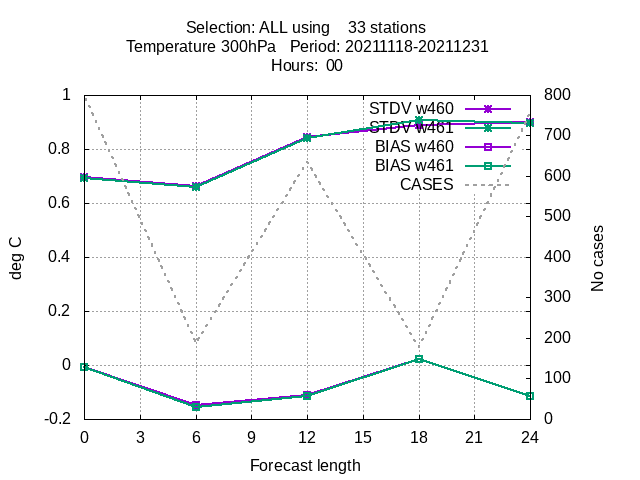 Selection: ALL using    33 stations
Temperature 300hPa   Period: 20211118-20211231
Hours:  00
1 800
STDV w460
STDV w461 700
0.8 BIAS w460
BIAS w461
CASES 600
0.6 500
deg C 0.4 400 No cases
0.2 300
200
0 100
-0.2 0
0 3 6 9 12 15 18 21 24
Forecast length